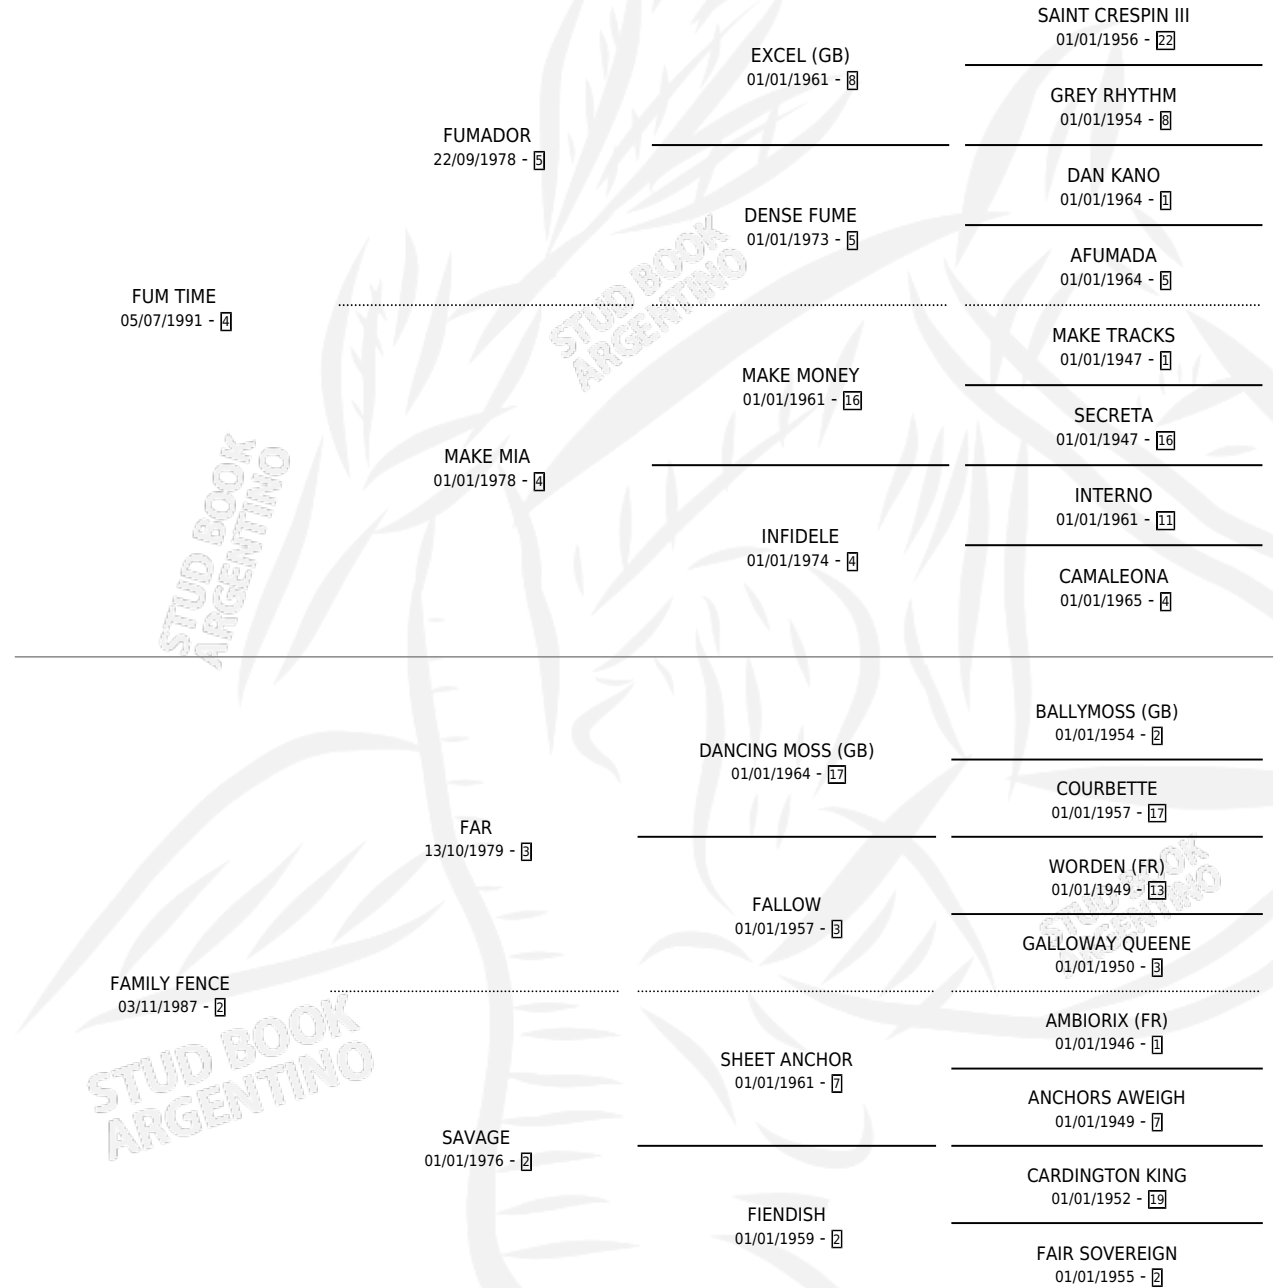 SAINT CRESPIN III
01/01/1956 - 22
EXCEL (GB)
01/01/1961 - 8
GREY RHYTHM
01/01/1954 - 8
FUMADOR
22/09/1978 - 5
DAN KANO
01/01/1964 - 1
DENSE FUME
01/01/1973 - 5
AFUMADA
01/01/1964 - 5
FUM TIME
05/07/1991 - 4
STUD BOOK
ARGENTINO
MAKE TRACKS
01/01/1947 - 1
MAKE MONEY
01/01/1961 - 16
SECRETA
01/01/1947 - 16
MAKE MIA
01/01/1978 - 4
INTERNO
01/01/1961 - 11
INFIDELE
01/01/1974 - 4
CAMALEONA
01/01/1965 - 4
STUD BOOK
ARGENTINO
BALLYMOSS (GB)
01/01/1954 - 2
DANCING MOSS (GB)
01/01/1964 - 17
COURBETTE
01/01/1957 - 17
FAR
13/10/1979 - 3
WORDEN (FR)
01/01/1949 - 13
FALLOW
01/01/1957 - 3
GALLOWAY QUEENE
01/01/1950 - 3
STUD BOOK
ARGENTINO
FAMILY FENCE
03/11/1987 - 2
AMBIORIX (FR)
01/01/1946 - 1
SHEET ANCHOR
01/01/1961 - 7
ANCHORS AWEIGH
01/01/1949 - 7
STUD BOOK
ARGENTINO
SAVAGE
01/01/1976 - 2
CARDINGTON KING
01/01/1952 - 19
FIENDISH
01/01/1959 - 2
FAIR SOVEREIGN
01/01/1955 - 2